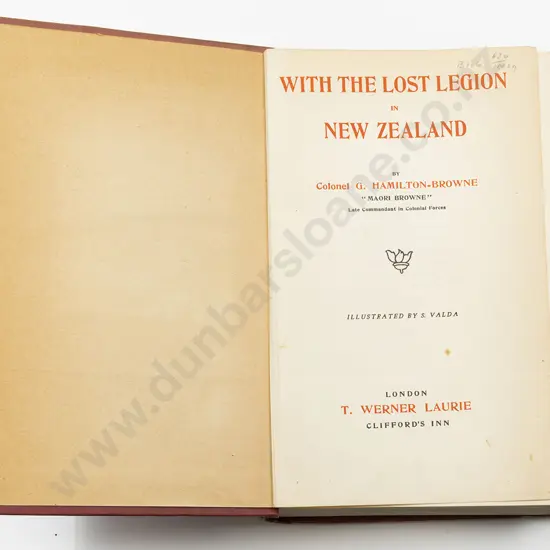 WITH THE LOST LEGION
IN
NEW ZEALAND
BY
Colonel G. HAMILTON-BROWNE
"MAORI BROWNE"
Late Commandant in Colonial Forces
ILLUSTRATED BY S. VALDA
LONDON
T. WERNER LAURIE
CLIFFORD'S INN
www.dunbarsloane.co.nz